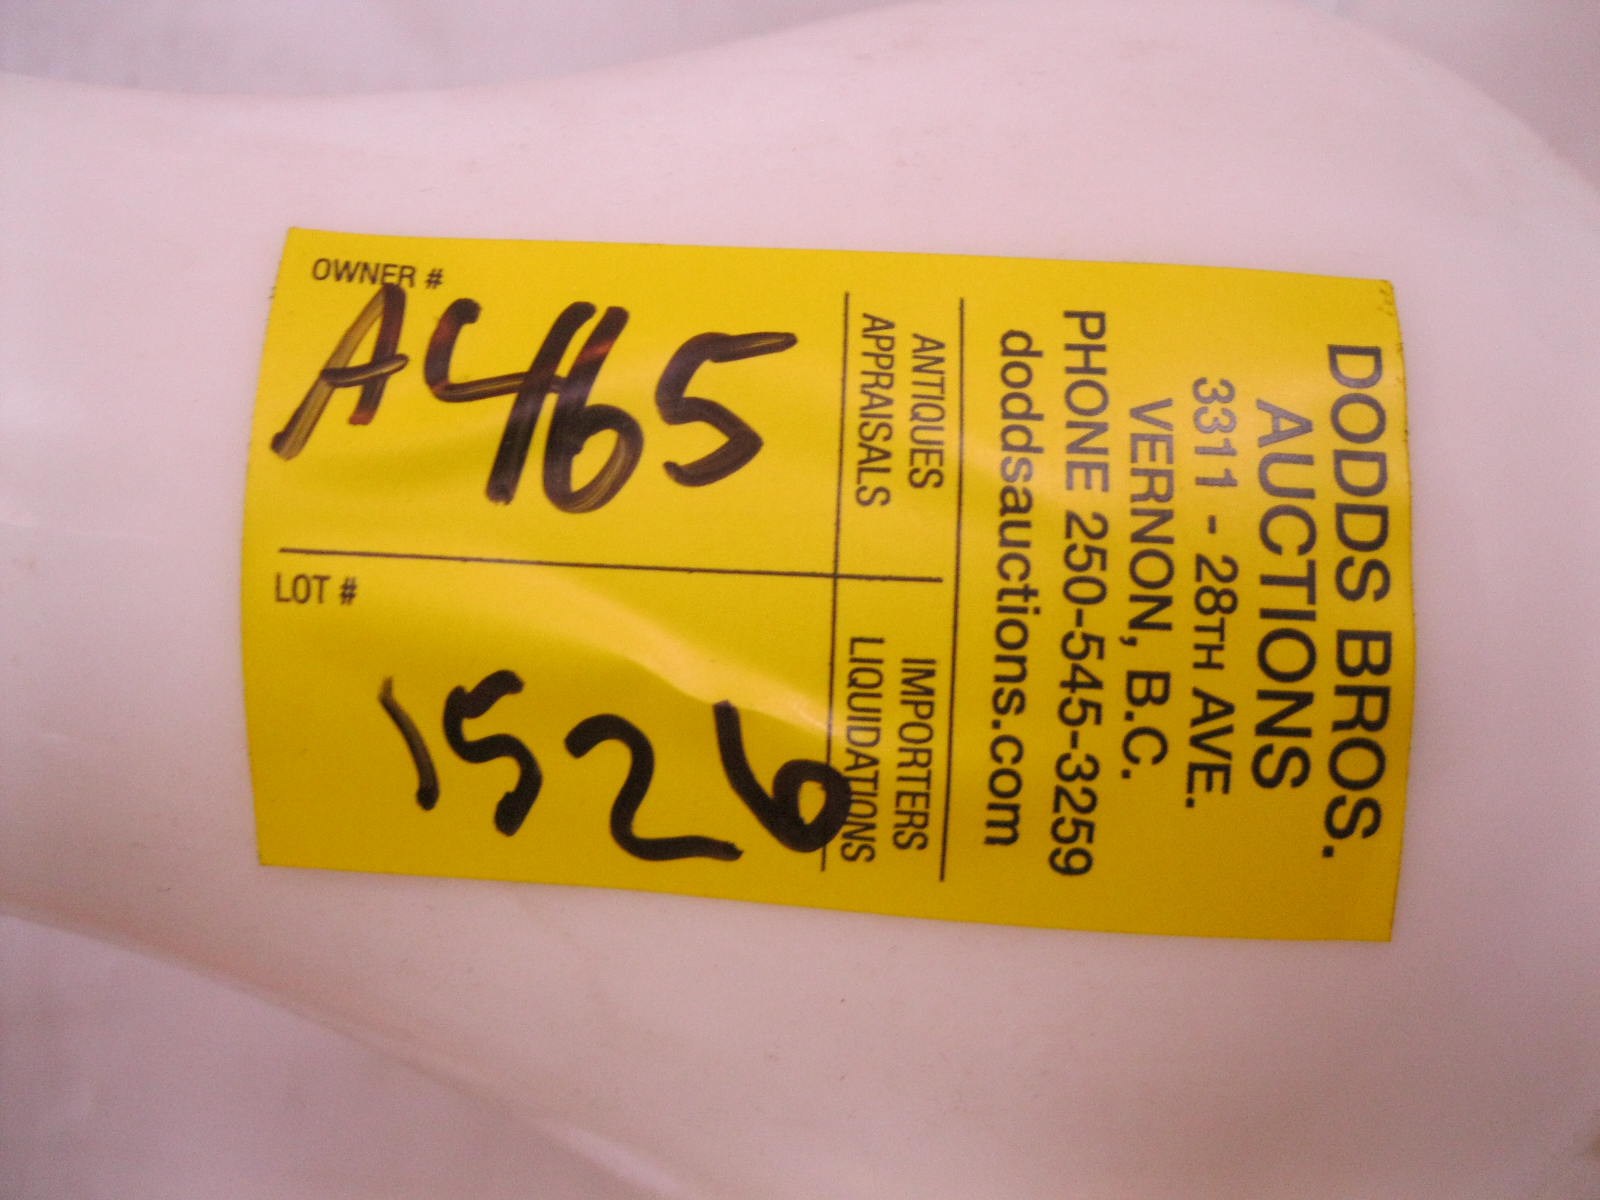 DODDS BROS.
AUCTIONS
3311 - 28TH AVE.
VERNON, B.C.
PHONE 250-545-3259
doddsauctions.com
ANTIQUES
APPRAISALS
IMPORTERS
LIQUIDATIONS
OWNER #
A465
LOT #
1526